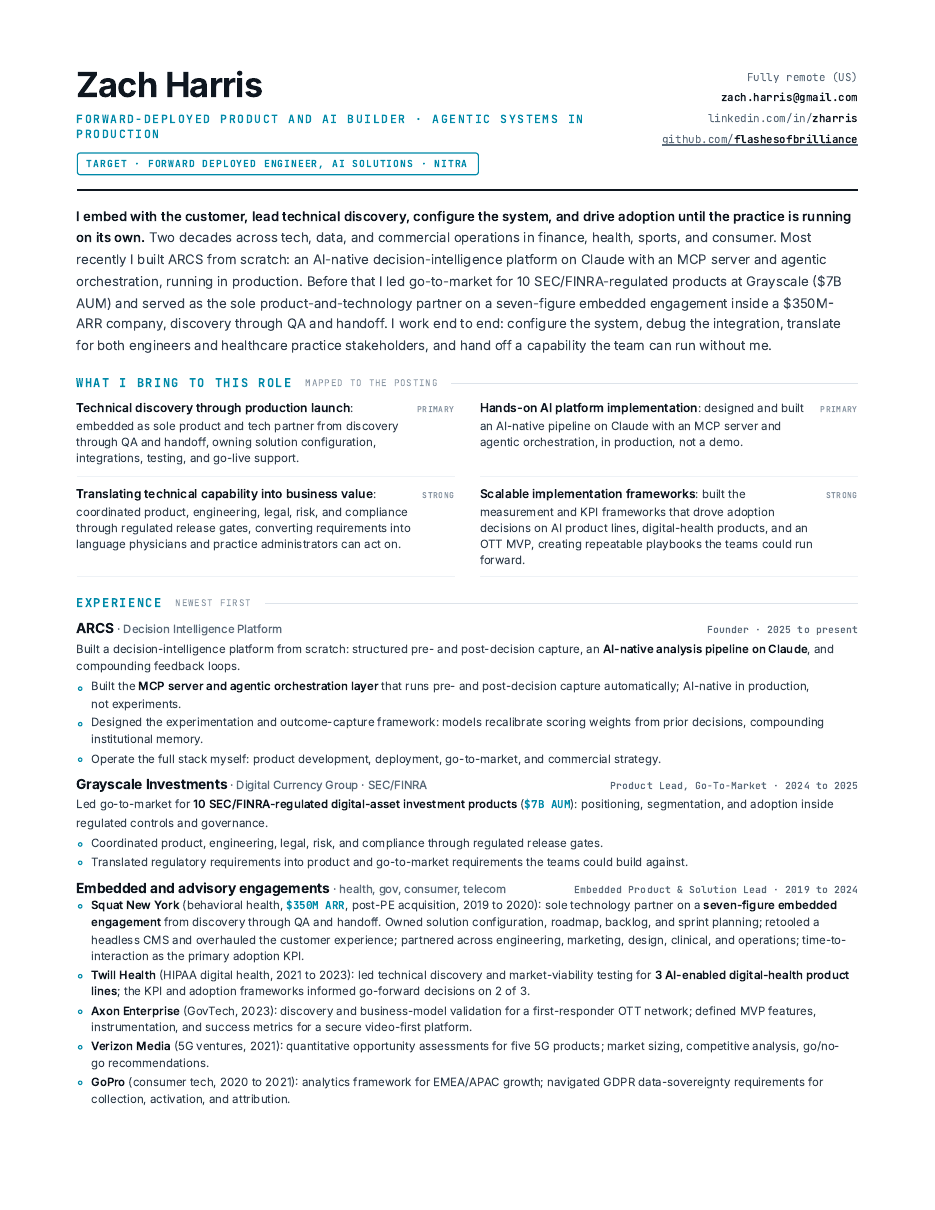 Zach Harris
FORWARD-DEPLOYED PRODUCT AND AI BUILDER · AGENTIC SYSTEMS IN
PRODUCTION
TARGET · FORWARD DEPLOYED ENGINEER, AI SOLUTIONS · NITRA
Fully remote (US)
zach.harris@gmail.com
linkedin.com/in/zharris
github.com/flashesofbrilliance
I embed with the customer, lead technical discovery, configure the system, and drive adoption until the practice is running
on its own. Two decades across tech, data, and commercial operations in finance, health, sports, and consumer. Most
recently I built ARCS from scratch: an AI-native decision-intelligence platform on Claude with an MCP server and agentic
orchestration, running in production. Before that I led go-to-market for 10 SEC/FINRA-regulated products at Grayscale ($7B
AUM) and served as the sole product-and-technology partner on a seven-figure embedded engagement inside a $350M-
ARR company, discovery through QA and handoff. I work end to end: configure the system, debug the integration, translate
for both engineers and healthcare practice stakeholders, and hand off a capability the team can run without me.
WHAT I BRING TO THIS ROLE MAPPED TO THE POSTING
Technical discovery through production launch: PRIMARY
embedded as sole product and tech partner from discovery
through QA and handoff, owning solution configuration,
integrations, testing, and go-live support.
Hands-on AI platform implementation: designed and built PRIMARY
an AI-native pipeline on Claude with an MCP server and
agentic orchestration, in production, not a demo.
Translating technical capability into business value: STRONG
coordinated product, engineering, legal, risk, and compliance
through regulated release gates, converting requirements into
language physicians and practice administrators can act on.
Scalable implementation frameworks: built the STRONG
measurement and KPI frameworks that drove adoption
decisions on AI product lines, digital-health products, and an
OTT MVP, creating repeatable playbooks the teams could run
forward.
EXPERIENCE NEWEST FIRST
ARCS · Decision Intelligence Platform Founder · 2025 to present
Built a decision-intelligence platform from scratch: structured pre- and post-decision capture, an AI-native analysis pipeline on Claude, and
compounding feedback loops.
Built the MCP server and agentic orchestration layer that runs pre- and post-decision capture automatically; AI-native in production,
not experiments.
Designed the experimentation and outcome-capture framework: models recalibrate scoring weights from prior decisions, compounding
institutional memory.
Operate the full stack myself: product development, deployment, go-to-market, and commercial strategy.
Grayscale Investments · Digital Currency Group · SEC/FINRA Product Lead, Go-To-Market · 2024 to 2025
Led go-to-market for 10 SEC/FINRA-regulated digital-asset investment products ($7B AUM): positioning, segmentation, and adoption inside
regulated controls and governance.
Coordinated product, engineering, legal, risk, and compliance through regulated release gates.
Translated regulatory requirements into product and go-to-market requirements the teams could build against.
Embedded and advisory engagements · health, gov, consumer, telecom Embedded Product & Solution Lead · 2019 to 2024
Squat New York (behavioral health, $350M ARR, post-PE acquisition, 2019 to 2020): sole technology partner on a seven-figure embedded
engagement from discovery through QA and handoff. Owned solution configuration, roadmap, backlog, and sprint planning; retooled a
headless CMS and overhauled the customer experience; partnered across engineering, marketing, design, clinical, and operations; time-to-
interaction as the primary adoption KPI.
Twill Health (HIPAA digital health, 2021 to 2023): led technical discovery and market-viability testing for 3 AI-enabled digital-health product
lines; the KPI and adoption frameworks informed go-forward decisions on 2 of 3.
Axon Enterprise (GovTech, 2023): discovery and business-model validation for a first-responder OTT network; defined MVP features,
instrumentation, and success metrics for a secure video-first platform.
Verizon Media (5G ventures, 2021): quantitative opportunity assessments for five 5G products; market sizing, competitive analysis, go/no-
go recommendations.
GoPro (consumer tech, 2020 to 2021): analytics framework for EMEA/APAC growth; navigated GDPR data-sovereignty requirements for
collection, activation, and attribution.